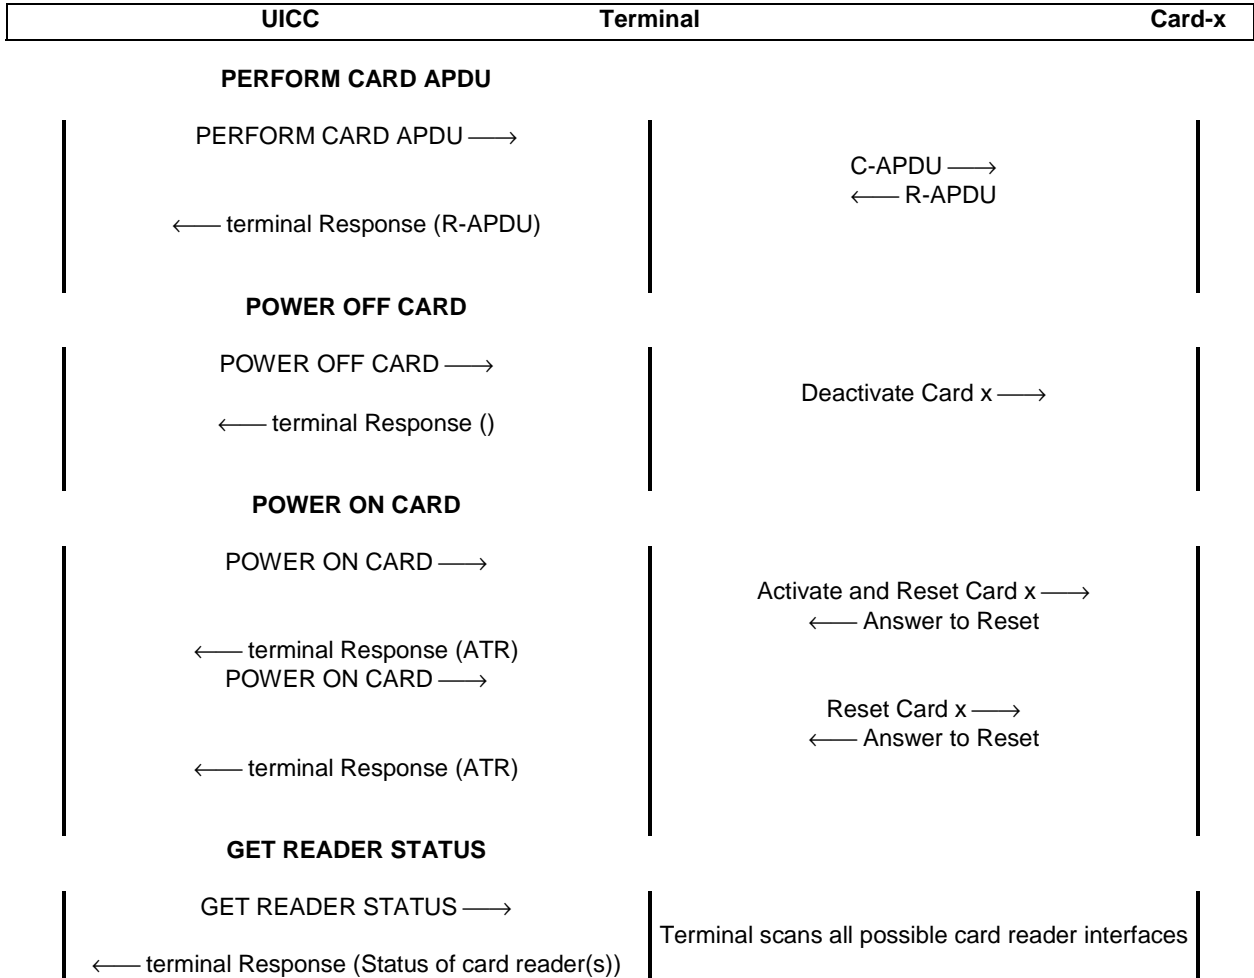 UICC Terminal Card-x
PERFORM CARD APDU
PERFORM CARD APDU ⟶
C-APDU ⟶
⟵ R-APDU
⟵ terminal Response (R-APDU)
POWER OFF CARD
POWER OFF CARD ⟶
Deactivate Card x ⟶
⟵ terminal Response ()
POWER ON CARD
POWER ON CARD ⟶
Activate and Reset Card x ⟶
⟵ Answer to Reset
⟵ terminal Response (ATR)
POWER ON CARD ⟶
Reset Card x ⟶
⟵ Answer to Reset
⟵ terminal Response (ATR)
GET READER STATUS
GET READER STATUS ⟶
Terminal scans all possible card reader interfaces
⟵ terminal Response (Status of card reader(s))